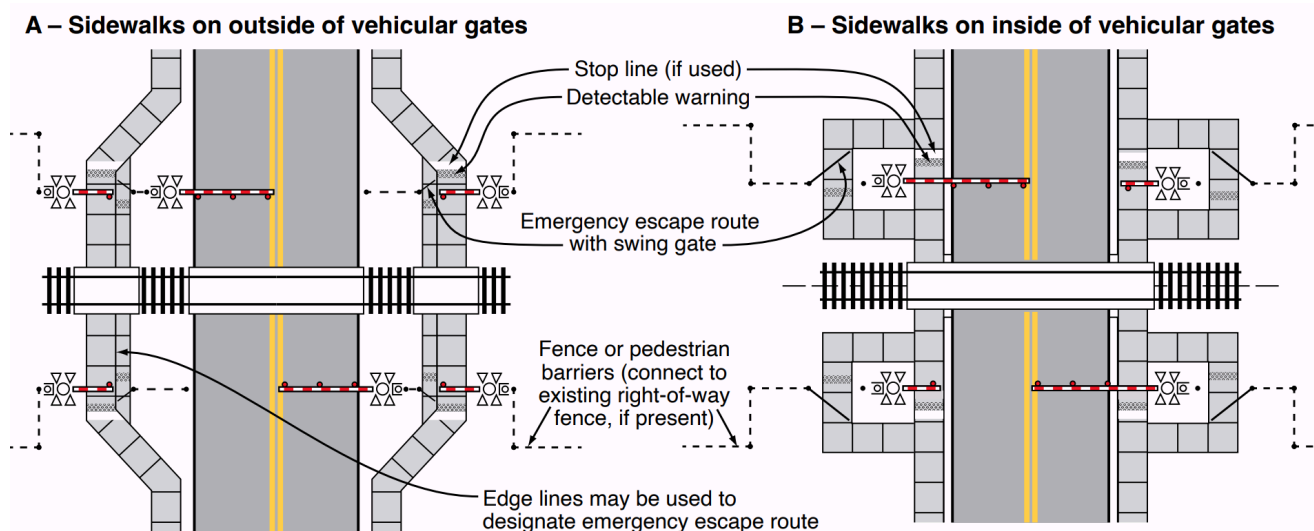 A – Sidewalks on outside of vehicular gates
B – Sidewalks on inside of vehicular gates
Stop line (if used)
Detectable warning
Emergency escape route
with swing gate
Fence or pedestrian
barriers (connect to
existing right-of-way
fence, if present)
Edge lines may be used to
designate emergency escape route